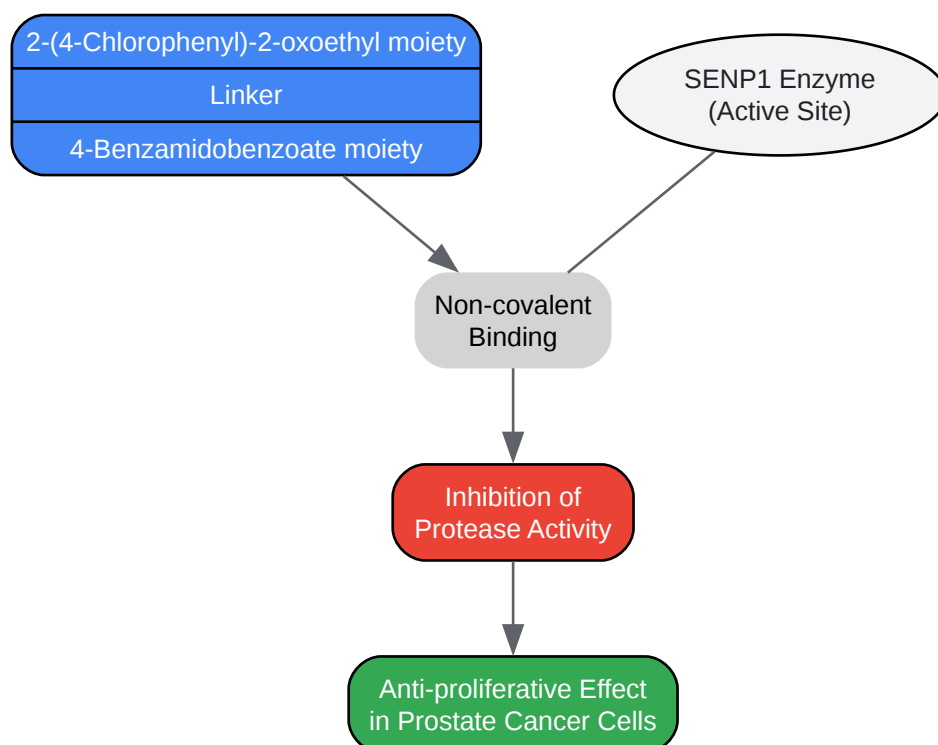 2-(4-Chlorophenyl)-2-oxoethyl moiety
Linker
4-Benzamidobenzoate moiety
SENP1 Enzyme
(Active Site)
Non-covalent
Binding
Inhibition of
Protease Activity
Anti-proliferative Effect
in Prostate Cancer Cells